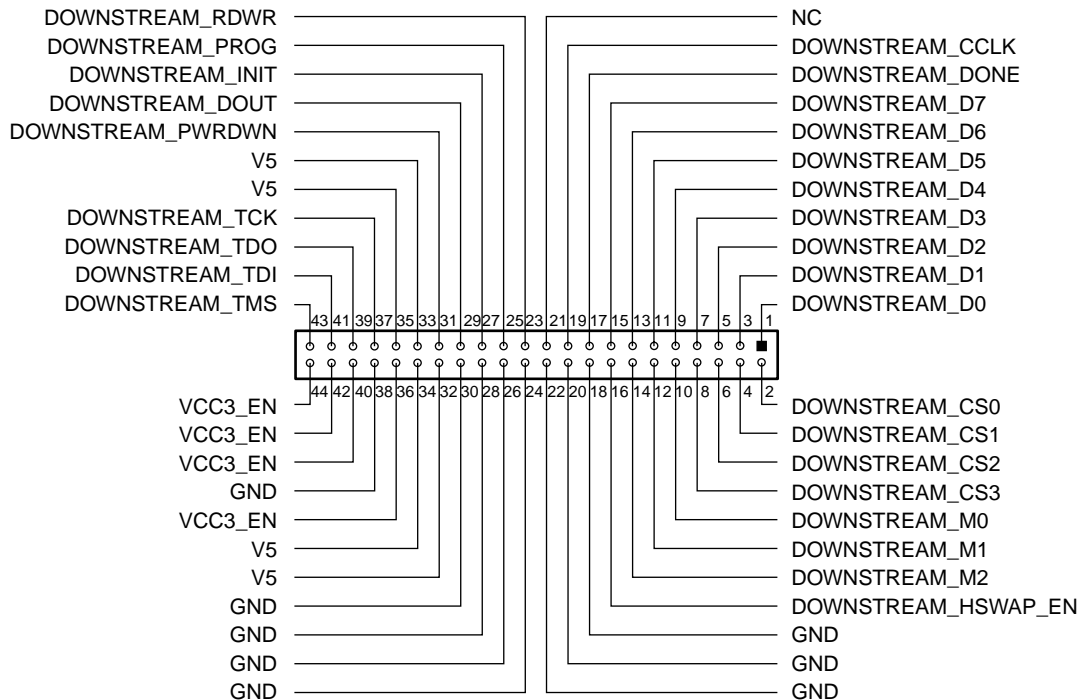 DOWNSTREAM_RDWR
DOWNSTREAM_PROG
DOWNSTREAM_INIT
DOWNSTREAM_DOUT
DOWNSTREAM_PWRDWN
V5
V5
DOWNSTREAM_TCK
DOWNSTREAM_TDO
DOWNSTREAM_TDI
DOWNSTREAM_TMS
NC
DOWNSTREAM_CCLK
DOWNSTREAM_DONE
DOWNSTREAM_D7
DOWNSTREAM_D6
DOWNSTREAM_D5
DOWNSTREAM_D4
DOWNSTREAM_D3
DOWNSTREAM_D2
DOWNSTREAM_D1
DOWNSTREAM_D0
43 41 39 37 35 33 31 29 27 25 23 21 19 17 15 13 11 9 7 5 3 1
44 42 40 38 36 34 32 30 28 26 24 22 20 18 16 14 12 10 8 6 4 2
VCC3_EN
VCC3_EN
VCC3_EN
GND
VCC3_EN
V5
V5
GND
GND
GND
GND
DOWNSTREAM_CS0
DOWNSTREAM_CS1
DOWNSTREAM_CS2
DOWNSTREAM_CS3
DOWNSTREAM_M0
DOWNSTREAM_M1
DOWNSTREAM_M2
DOWNSTREAM_HSWAP_EN
GND
GND
GND